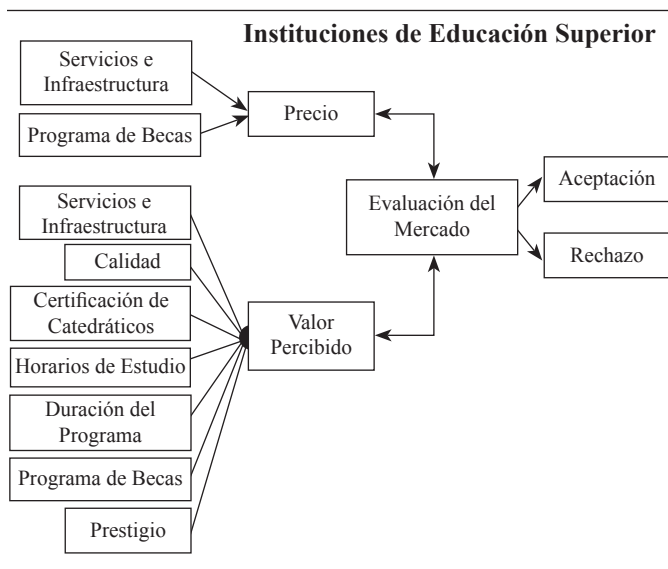 Instituciones de Educación Superior
Servicios e
Infraestructura
Programa de Becas
Precio
Servicios e
Infraestructura
Calidad
Certificación de
Catedráticos
Horarios de Estudio
Duración del
Programa
Programa de Becas
Prestigio
Valor
Percibido
Evaluación del
Mercado
Aceptación
Rechazo